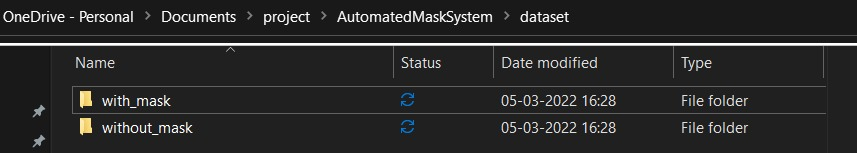 OneDrive - Personal > Documents > project > AutomatedMaskSystem > dataset
Name Status Date modified Type
with_mask 05-03-2022 16:28 File folder
without_mask 05-03-2022 16:28 File folder